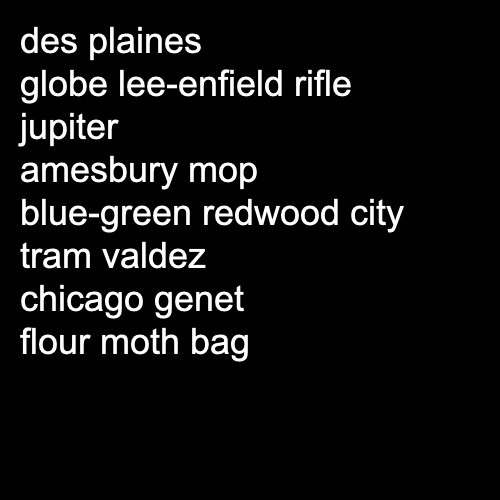 des plaines
globe lee-enfield rifle
jupiter
amesbury mop
blue-green redwood city
tram valdez
chicago genet
flour moth bag